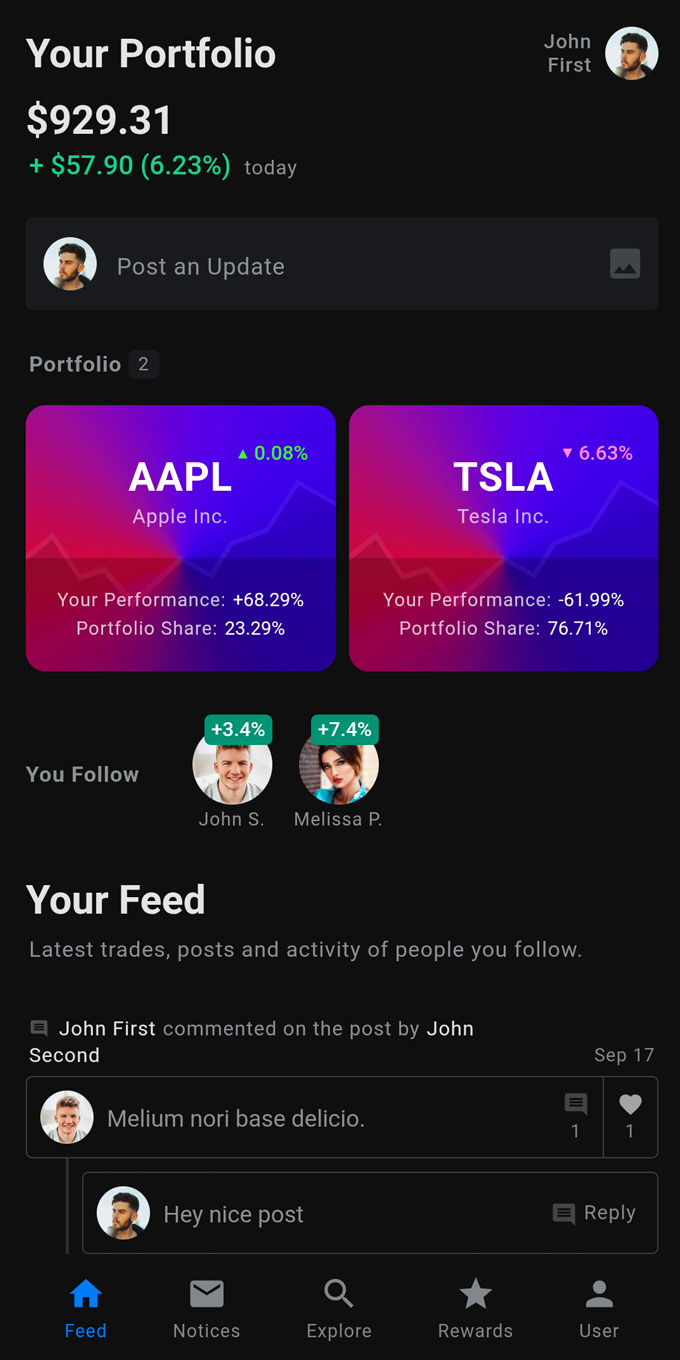 Your Portfolio
John
First
$929.31
+ $57.90 (6.23%) today
Post an Update
Portfolio 2
▲ 0.08%
AAPL
Apple Inc.
Your Performance: +68.29%
Portfolio Share: 23.29%
▼ 6.63%
TSLA
Tesla Inc.
Your Performance: -61.99%
Portfolio Share: 76.71%
You Follow
+3.4%
John S.
+7.4%
Melissa P.
Your Feed
Latest trades, posts and activity of people you follow.
John First commented on the post by John
Second
Sep 17
Melium nori base delicio.
1
1
Hey nice post
Reply
Feed
Notices
Explore
Rewards
User